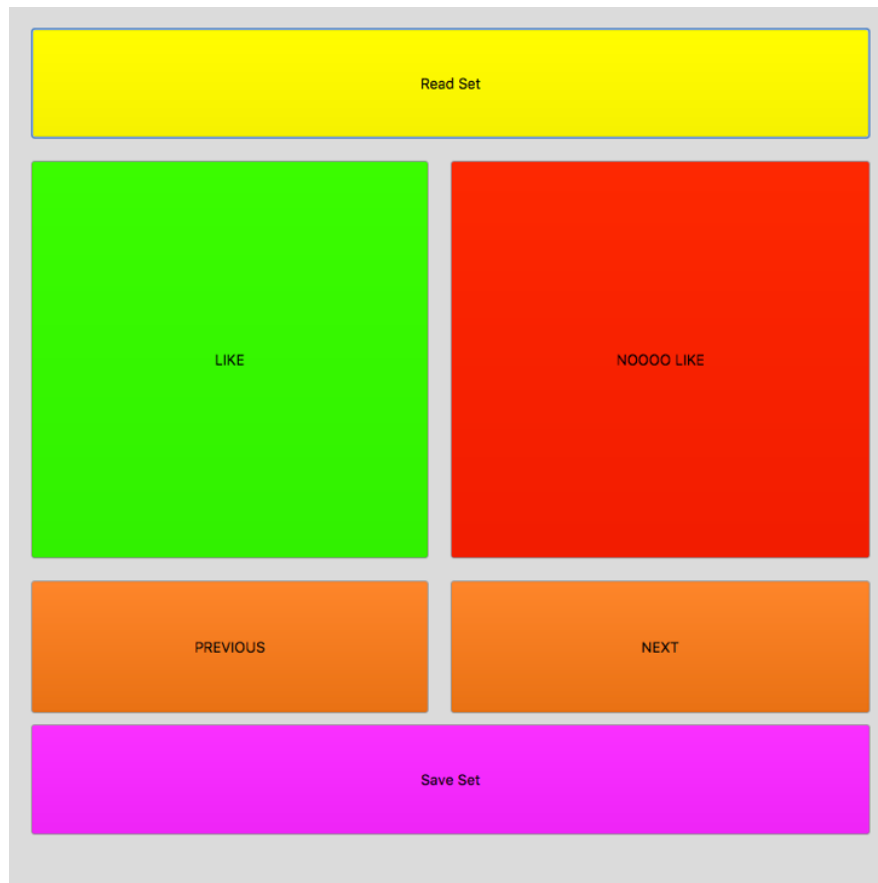 Read Set
LIKE
NOOOO LIKE
PREVIOUS
NEXT
Save Set